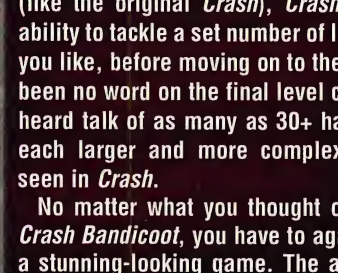 (like the original Crash), Crash
ability to tackle a set number of l
you like, before moving on to the
been no word on the final level c
heard talk of as many as 30+ ha
each larger and more complex
seen in Crash.
No matter what you thought o
Crash Bandicoot, you have to ag
a stunning-looking game. The a